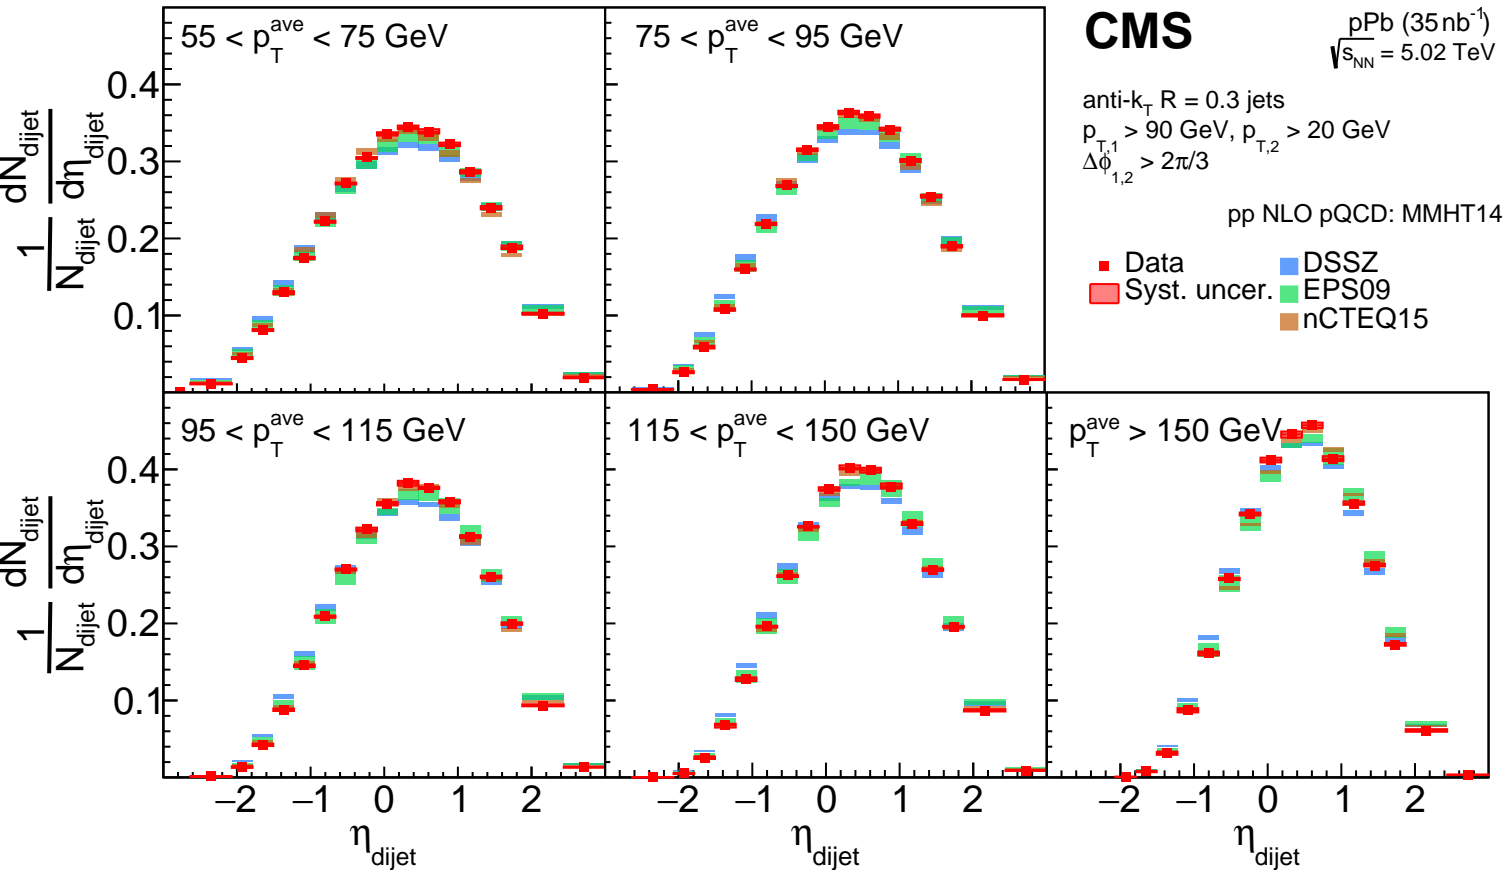 55 < p_T^ave < 75 GeV
75 < p_T^ave < 95 GeV
CMS
pPb (35 nb⁻¹)
√s_NN = 5.02 TeV
anti-k_T R = 0.3 jets
p_T,1 > 90 GeV, p_T,2 > 20 GeV
Δϕ_1,2 > 2π/3
pp NLO pQCD: MMHT14
Data
Syst. uncer.
DSSZ
EPS09
nCTEQ15
1/N_dijet dN_dijet/dη_dijet
0.4
0.3
0.2
0.1
95 < p_T^ave < 115 GeV
115 < p_T^ave < 150 GeV
p_T^ave > 150 GeV
1/N_dijet dN_dijet/dη_dijet
0.4
0.3
0.2
0.1
−2 −1 0 1 2
−2 −1 0 1 2
−2 −1 0 1 2
η_dijet
η_dijet
η_dijet